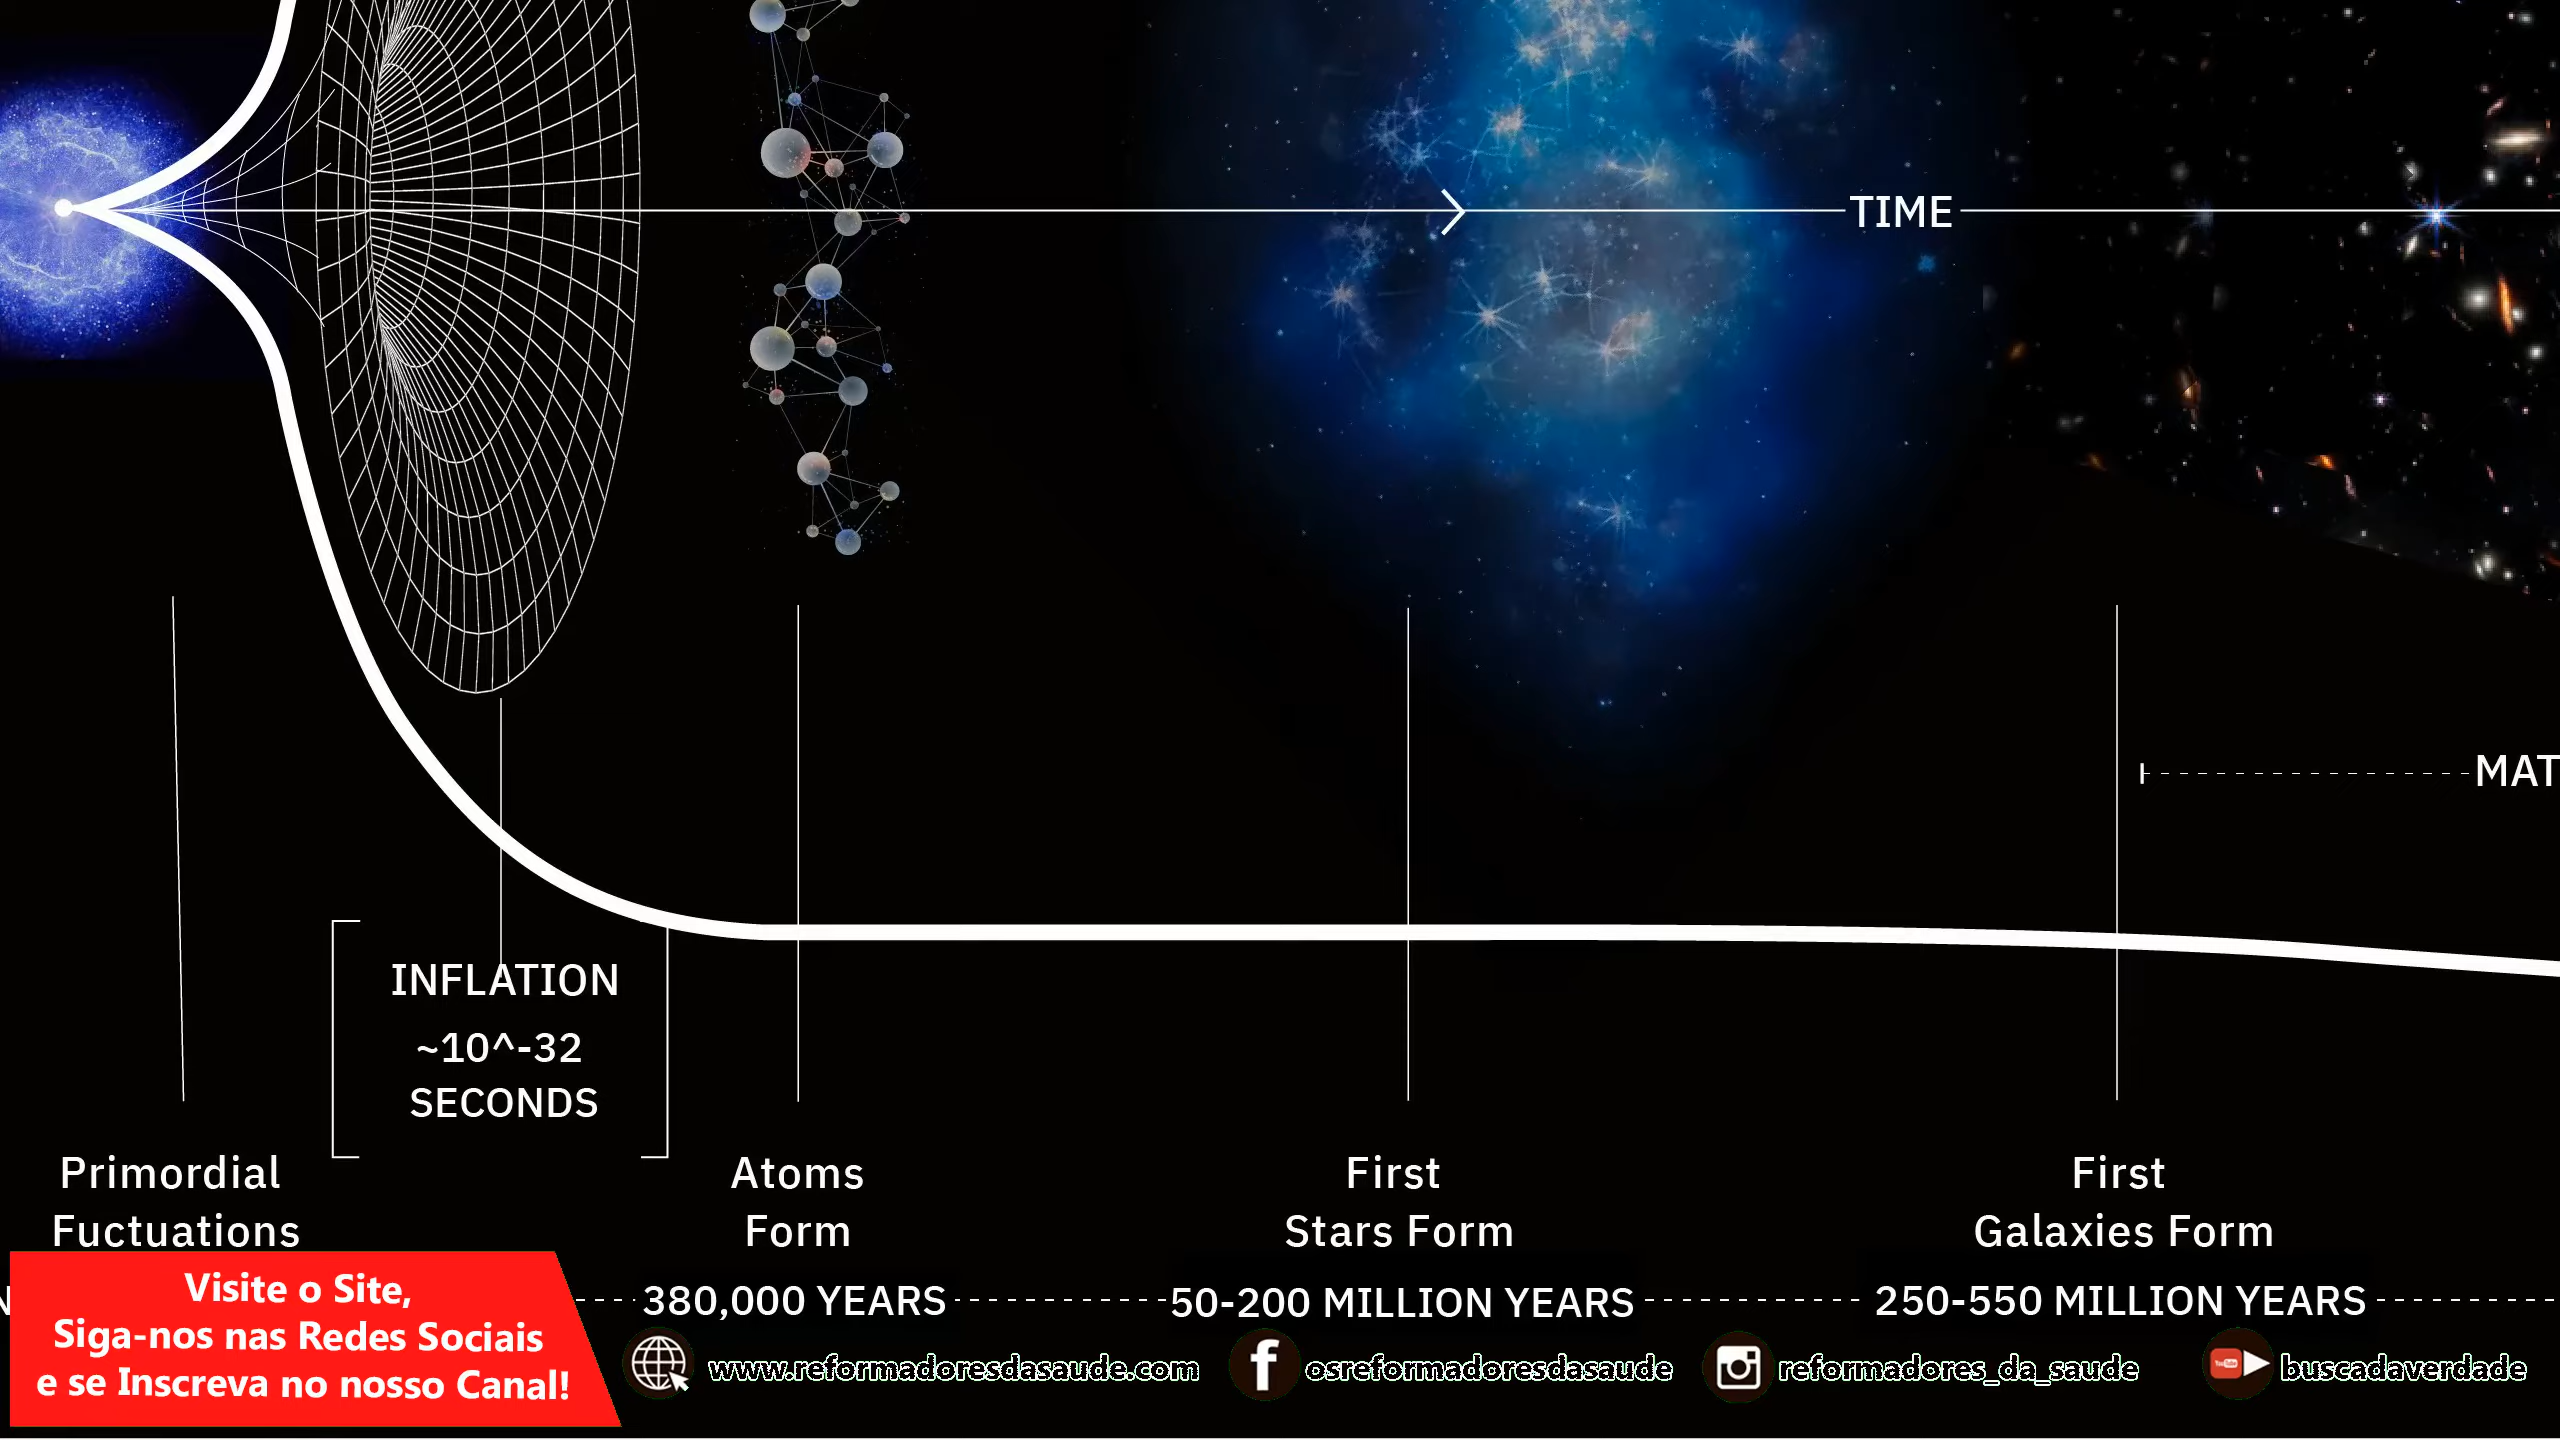 TIME
MAT
INFLATION
~10^-32
SECONDS
Primordial
Fuctuations
Atoms
Form
First
Stars Form
First
Galaxies Form
380,000 YEARS
50-200 MILLION YEARS
250-550 MILLION YEARS
Visite o Site,
Siga-nos nas Redes Sociais
e se Inscreva no nosso Canal!
www.reformadoresdasaude.com
osreformadoresdasaude
reformadores_da_saude
buscadaverdade